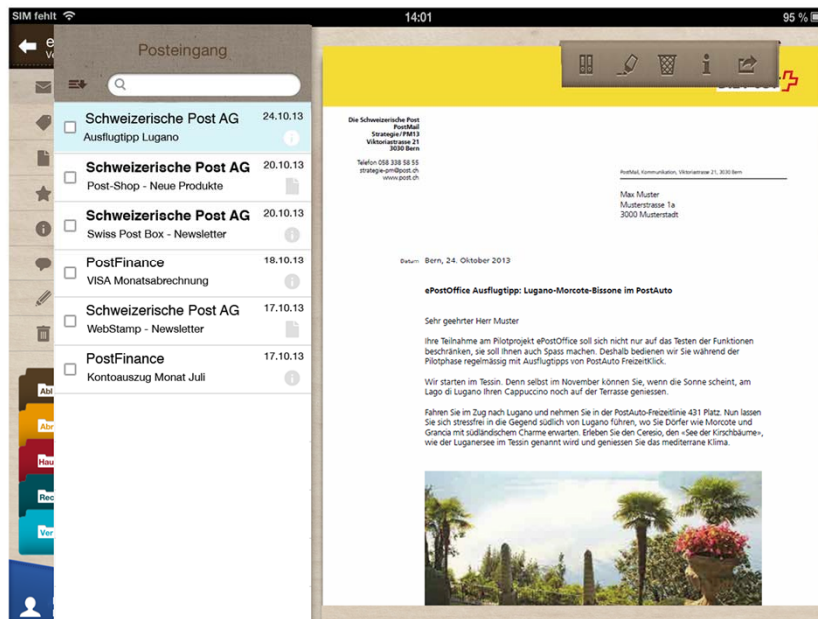 SIM fehlt
14:01
95 %
Posteingang
Schweizerische Post AG 24.10.13
Ausflugtipp Lugano
Schweizerische Post AG 20.10.13
Post-Shop - Neue Produkte
Schweizerische Post AG 20.10.13
Swiss Post Box - Newsletter
PostFinance 18.10.13
VISA Monatsabrechnung
Schweizerische Post AG 17.10.13
WebStamp - Newsletter
PostFinance 17.10.13
Kontoauszug Monat Juli
Abl
Abr
Hau
Rec
Ver
Die Schweizerische Post
PostMail
Strategie/PM13
Viktoriastrasse 21
3030 Bern
Telefon 058 338 58 55
strategie-pm@post.ch
www.post.ch
PostMail, Kommunikation, Viktoriastrasse 21, 3030 Bern
Max Muster
Musterstrasse 1a
3000 Musterstadt
Datum Bern, 24. Oktober 2013
ePostOffice Ausflugtipp: Lugano-Morcote-Bissone im PostAuto
Sehr geehrter Herr Muster
Ihre Teilnahme am Pilotprojekt ePostOffice soll sich nicht nur auf das Testen der Funktionen
beschränken, sie soll Ihnen auch Spass machen. Deshalb bedienen wir Sie während der
Pilotphase regelmässig mit Ausflugtipps von PostAuto FreizeitKlick.
Wir starten im Tessin. Denn selbst im November können Sie, wenn die Sonne scheint, am
Lago di Lugano Ihren Cappuccino noch auf der Terrasse geniessen.
Fahren Sie im Zug nach Lugano und nehmen Sie in der PostAuto-Freizeitlinie 431 Platz. Nun lassen
Sie sich stressfrei in die Gegend südlich von Lugano führen, wo Sie Dörfer wie Morcote und
Grancia mit südländischem Charme erwarten. Erleben Sie den Ceresio, den «See der Kirschbäume»,
wie der Luganersee im Tessin genannt wird und geniessen Sie das mediterrane Klima.